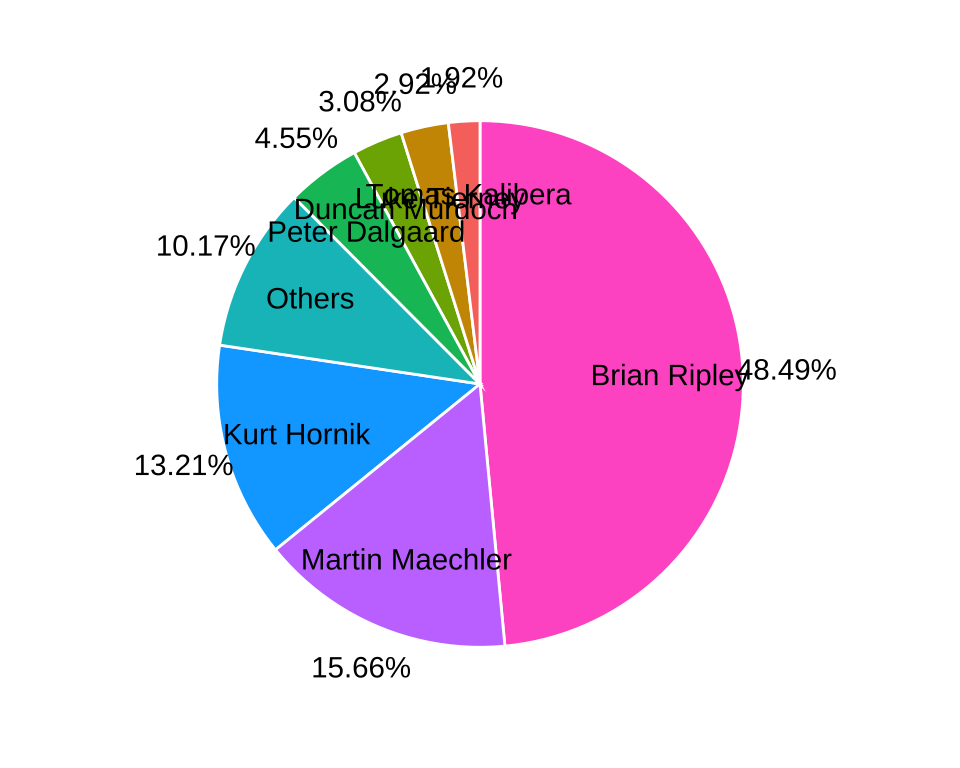 1.92%
2.92%
3.08%
4.55%
Tomas Kalibera
Luke Tierney
Duncan Murdoch
Peter Dalgaard
10.17%
Others
Brian Ripley
48.49%
Kurt Hornik
13.21%
Martin Maechler
15.66%